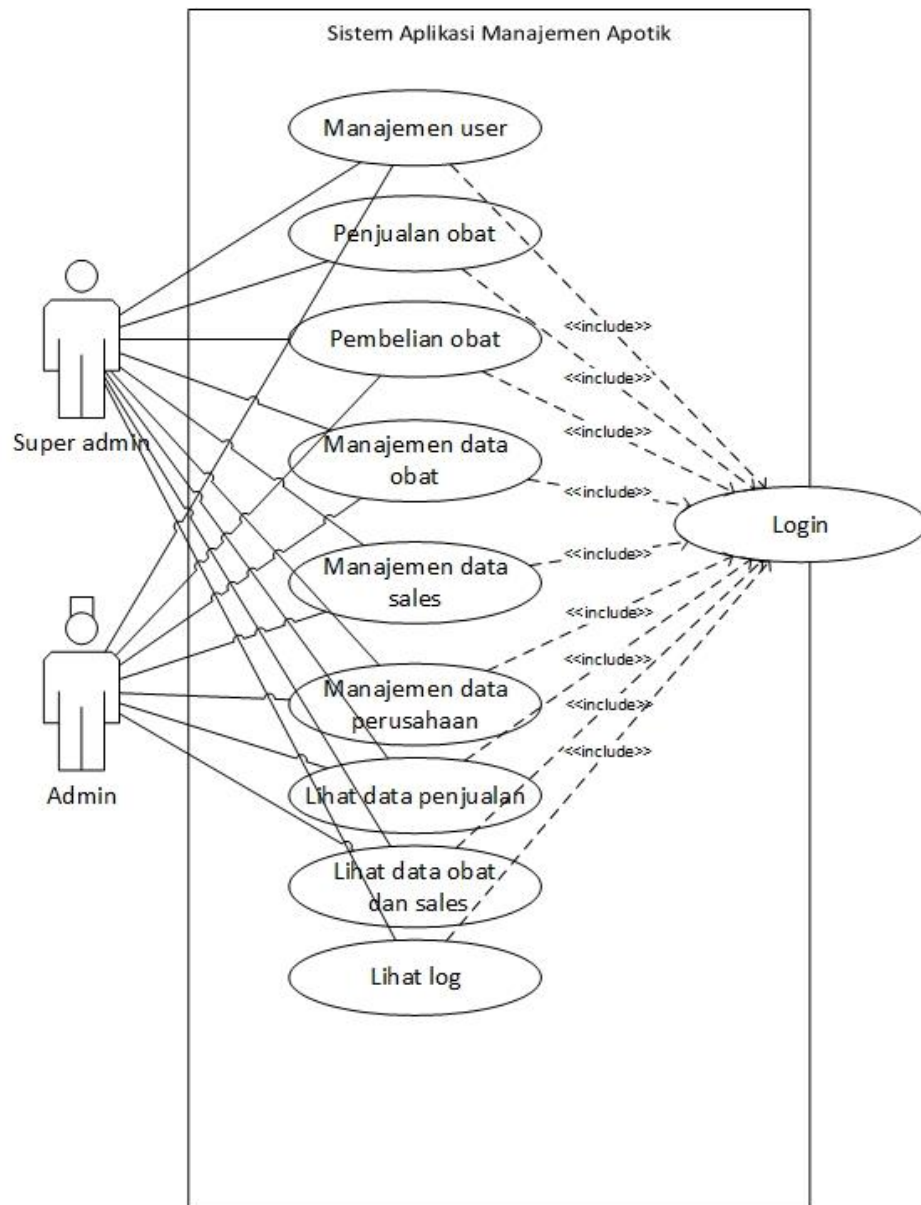 Sistem Aplikasi Manajemen Apotik
Manajemen user
Penjualan obat
Pembelian obat
Manajemen data
obat
Manajemen data
sales
Manajemen data
perusahaan
Lihat data penjualan
Lihat data obat
dan sales
Lihat log
Super admin
Admin
<<include>>
<<include>>
<<include>>
<<include>>
<<include>>
<<include>>
<<include>>
<<include>>
<<include>>
Login